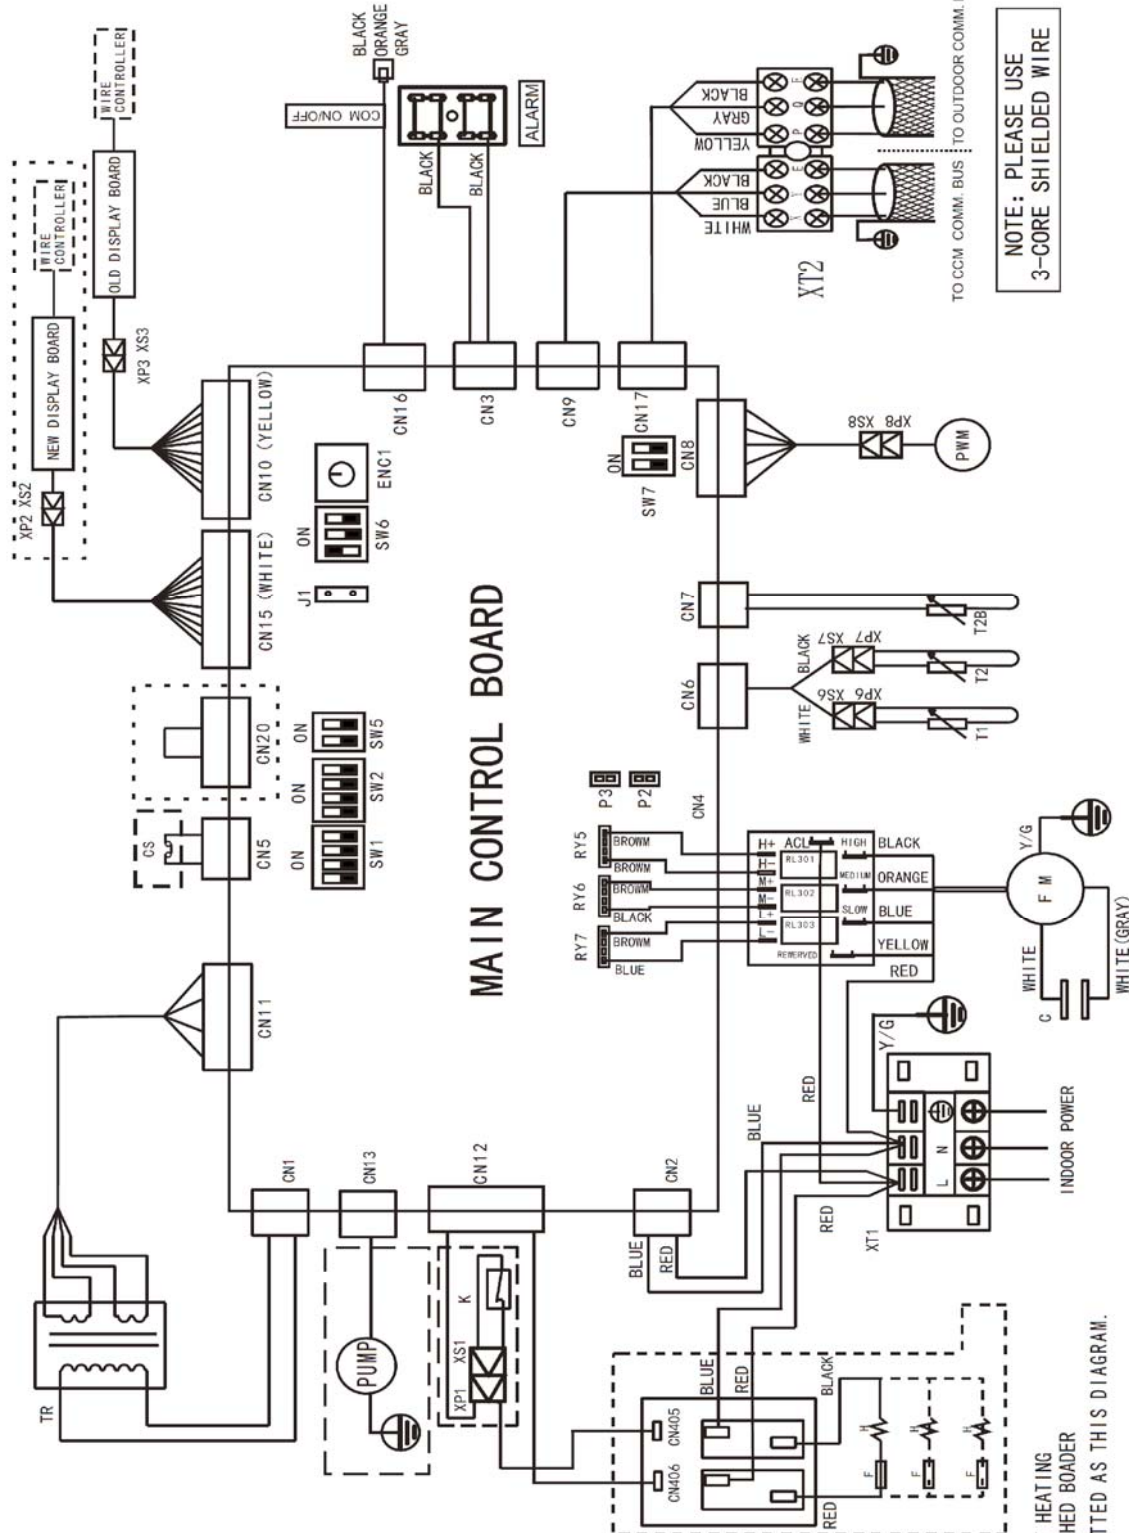 WIRE
CONTROLLER
OLD DISPLAY BOARD
XP3 XS3
WIRE
CONTROLLER
NEW DISPLAY BOARD
XP2 XS2
BLACK
ORANGE
GRAY
COM ON/OFF
ALARM
BLACK
BLACK
CN10 (YELLOW)
CN15 (WHITE)
CN20
CS
CN5
CN11
CN16
CN3
CN9
CN17
ENC1
ON
SW6
J1
ON
SW5
ON
SW2
ON
SW1
MAIN CONTROL BOARD
YELLOW
GRAY
BLACK
P
Q
E
WHITE
BLUE
BLACK
X
Y
E
XT2
TO CCM COMM. BUS
TO OUTDOOR COMM.
NOTE: PLEASE USE
3-CORE SHIELDED WIRE
ON
SW7
CN8
XS8
XP8
PWM
CN7
T2B
CN6
BLACK
XS7
XP7
T2
WHITE
XS6
XP6
T1
CN4
P3
P2
RY5
BROWM
BROWM
RY6
BROWM
BLACK
RY7
BROWM
BLUE
H+
H-
M+
M-
L+
L-
ACL
RL301
RL302
RL303
HIGH
MEDIUM
SLOW
REWERVED
BLACK
ORANGE
BLUE
YELLOW
RED
F M
Y/G
WHITE
C
WHITE(GRAY)
TR
CN1
CN13
CN12
CN2
PUMP
K
XP1
XS1
BLUE
RED
BLUE
RED
RED
Y/G
L
N
XT1
INDOOR POWER
CN406
CN405
BLUE
RED
BLACK
RED
F
H
F
H
F
H
HEATING
HED BOADER
TTED AS THIS DIAGRAM.